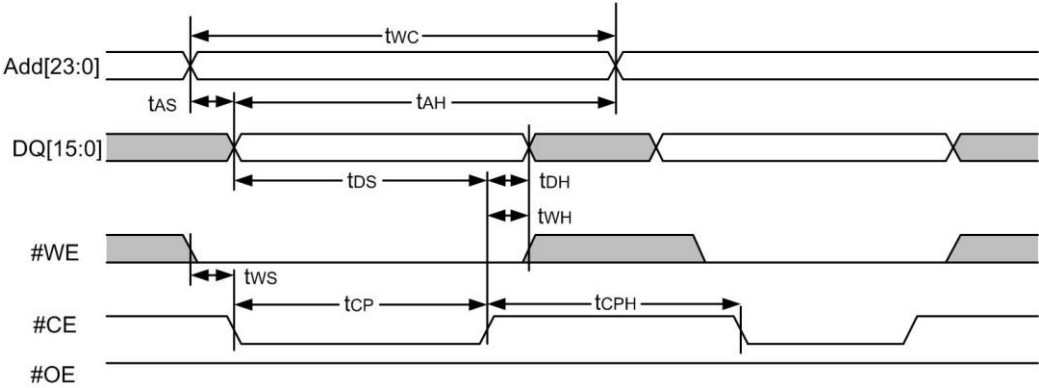 tWC
Add[23:0]
tAS tAH
DQ[15:0]
tDS tDH
tWH
#WE
tWS
tCP tCPH
#CE
#OE